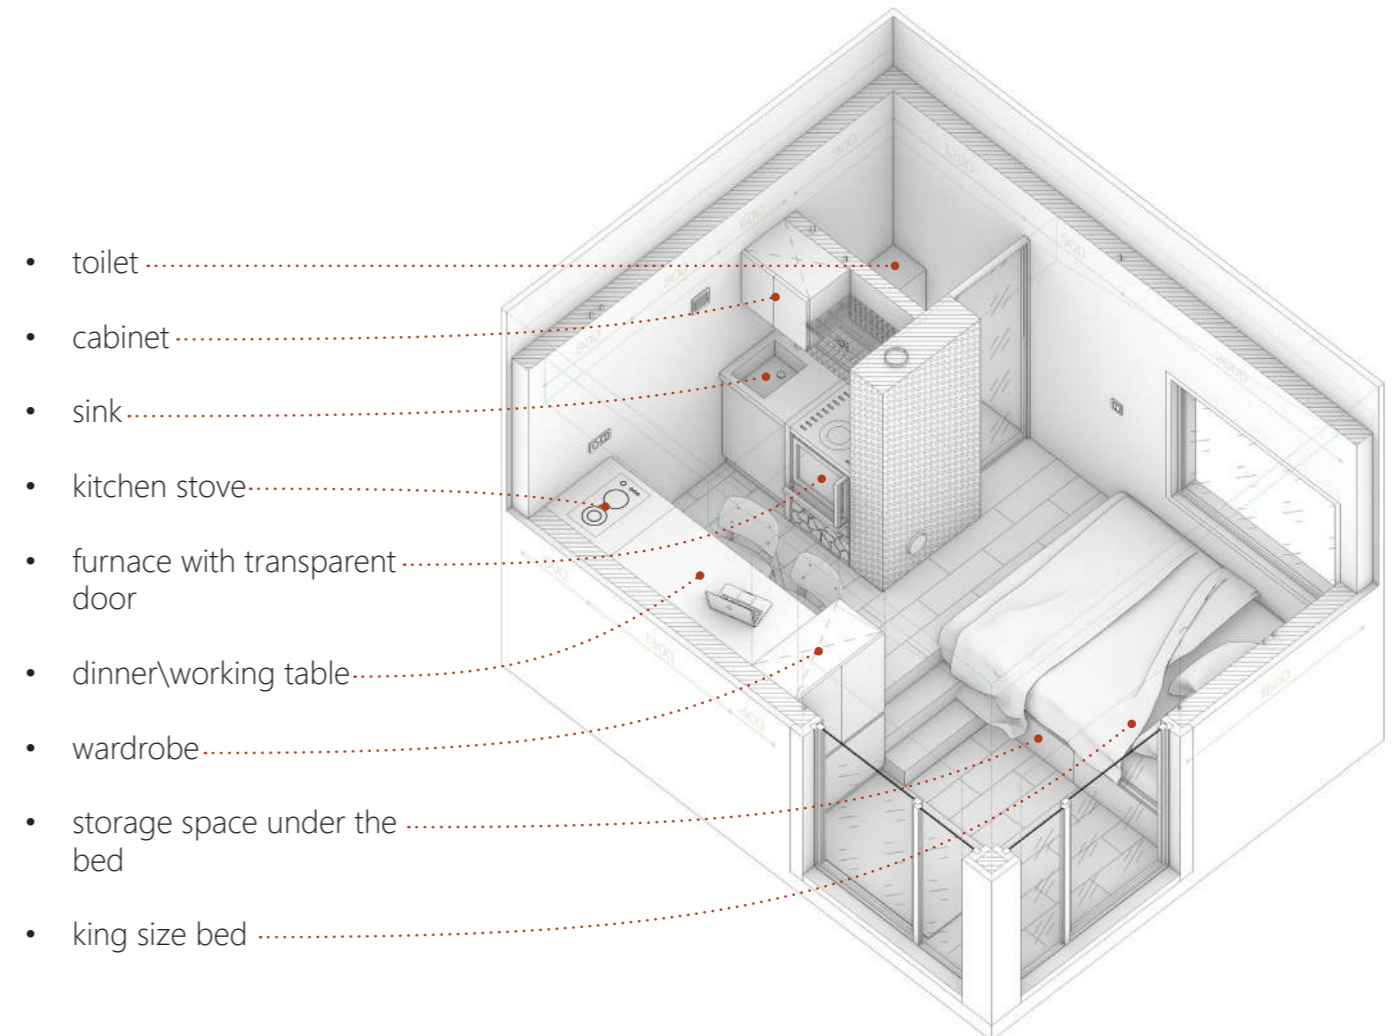 • toilet
• cabinet
• sink
• kitchen stove
• furnace with transparent
door
• dinner\working table
• wardrobe
• storage space under the
bed
• king size bed